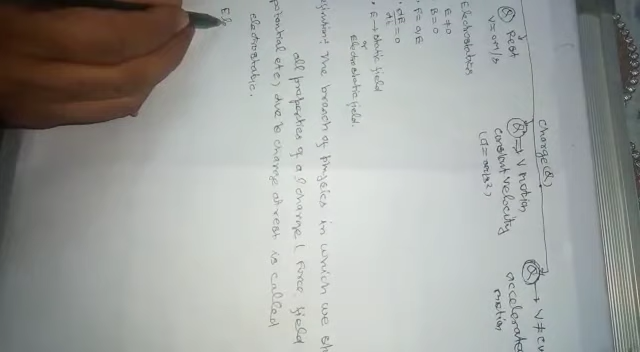 Charge(Q)
Q Rest
V = 0 m/s
Q → V motion
constant velocity
(a = 0 m/s²)
Q → V ≠ c
accelerated
motion
Electrostatics
E ≠ 0
B = 0
• F = QE
• dE/dt = 0
• E → static field
or
Electrostatic field.
The branch of physics in which we
all properties of a charge ( Force, field
potential etc) due to charge at rest is called
electrostatic.
El